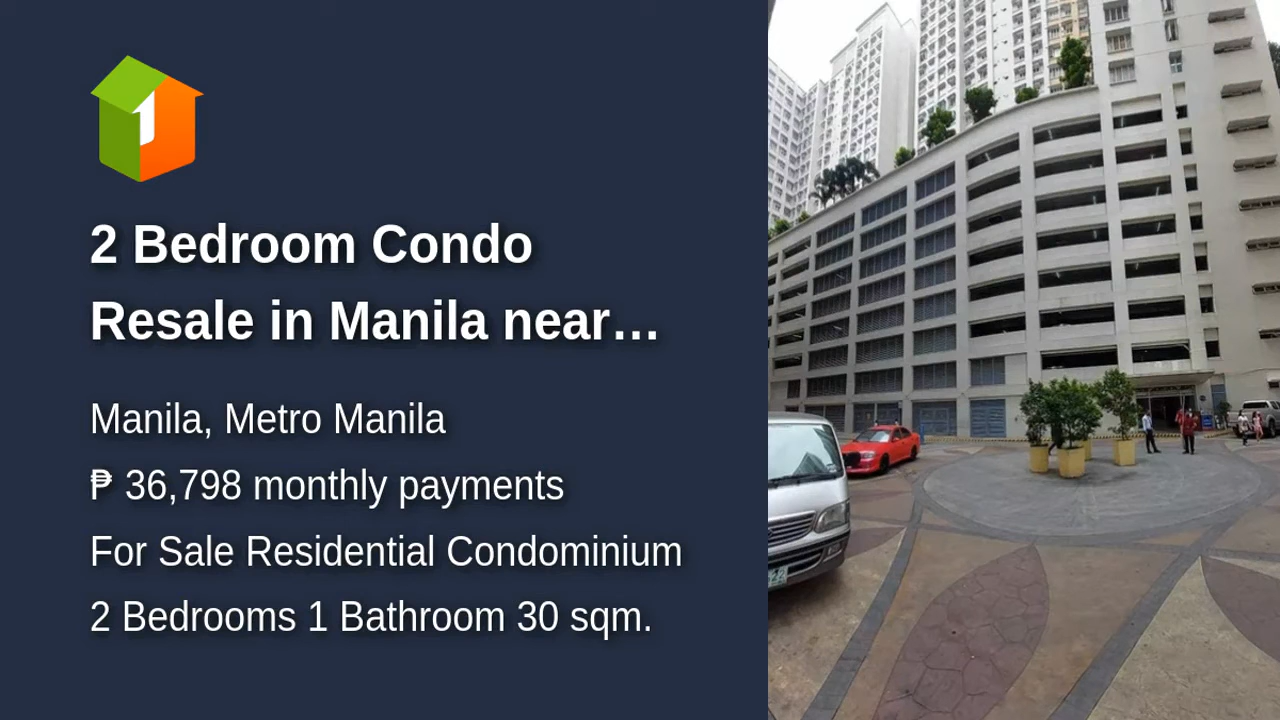 2 Bedroom Condo
Resale in Manila near…
Manila, Metro Manila
₱ 36,798 monthly payments
For Sale Residential Condominium
2 Bedrooms 1 Bathroom 30 sqm.